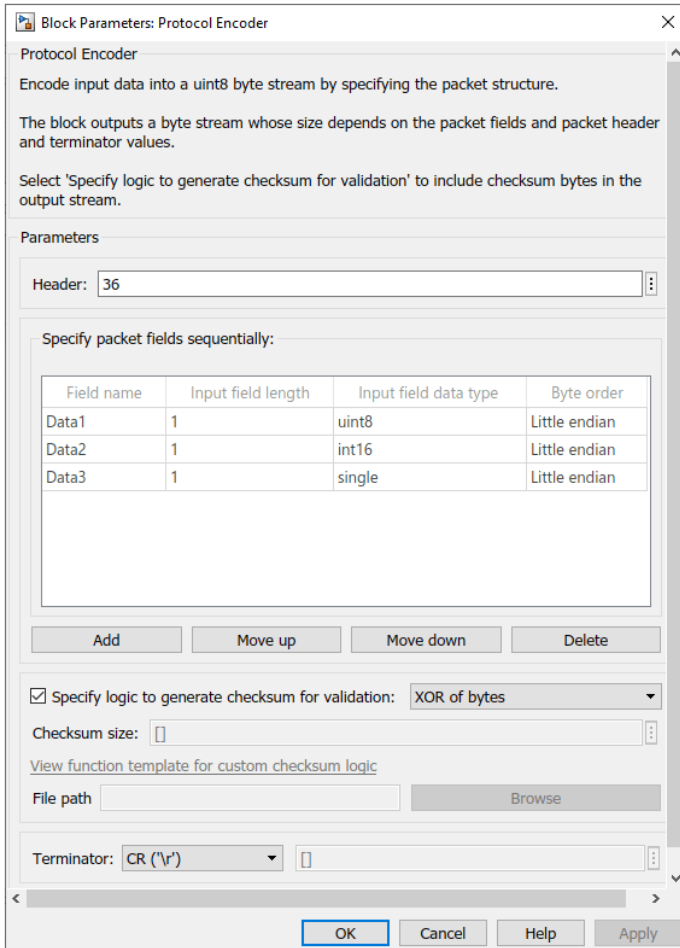 Block Parameters: Protocol Encoder
Protocol Encoder
Encode input data into a uint8 byte stream by specifying the packet structure.
The block outputs a byte stream whose size depends on the packet fields and packet header
and terminator values.
Select 'Specify logic to generate checksum for validation' to include checksum bytes in the
output stream.
Parameters
Header: 36
Specify packet fields sequentially:
Field name Input field length Input field data type Byte order
Data1 1 uint8 Little endian
Data2 1 int16 Little endian
Data3 1 single Little endian
Add Move up Move down Delete
Specify logic to generate checksum for validation: XOR of bytes
Checksum size: []
View function template for custom checksum logic
File path Browse
Terminator: CR ('\r') []
OK Cancel Help Apply